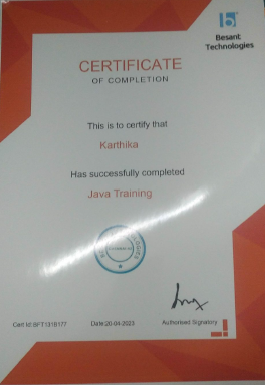 Besant
Technologies
CERTIFICATE
OF COMPLETION
This is to certify that
Karthika
Has successfully completed
Java Training
Cert Id:BFT1318177
Date:20-04-2023
Authorised Signatory